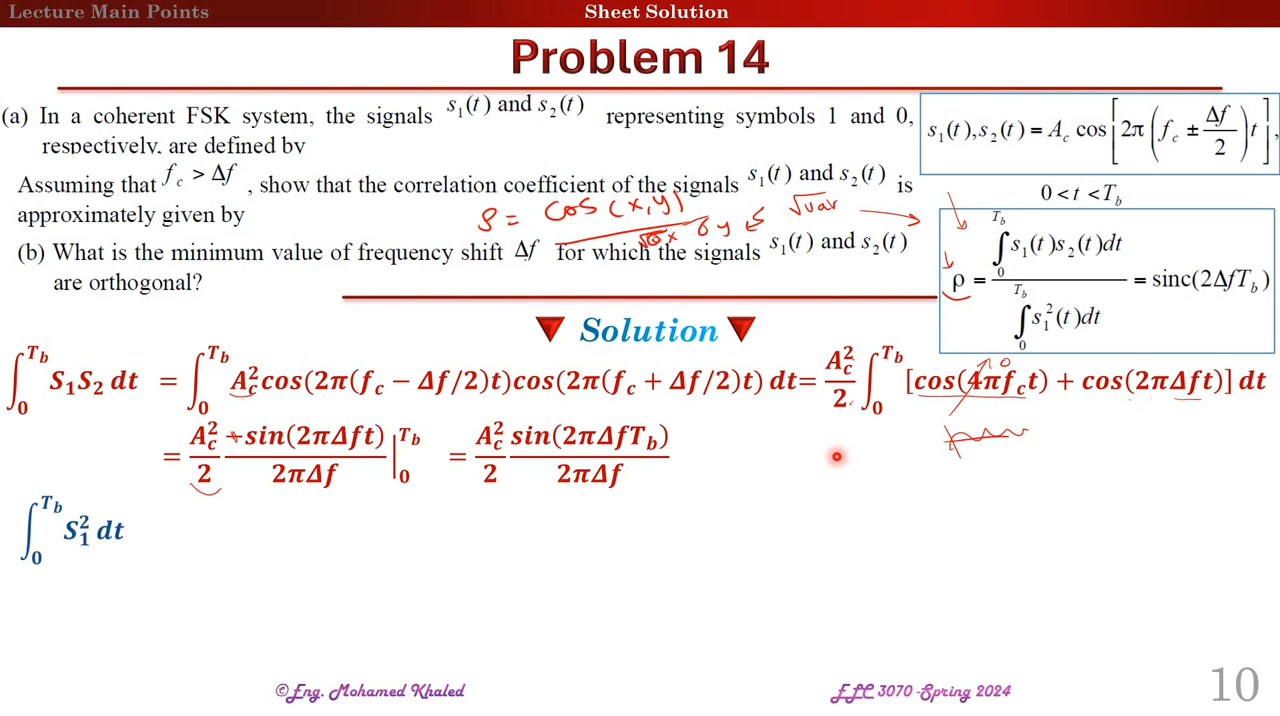 Lecture Main Points
Sheet Solution
Problem 14
(a) In a coherent FSK system, the signals s₁(t) and s₂(t) representing symbols 1 and 0, respectively, are defined by
s₁(t), s₂(t) = A_c cos[2π(f_c ± Δf/2)t],
0 < t < T_b
Assuming that f_c > Δf , show that the correlation coefficient of the signals s₁(t) and s₂(t) is
approximately given by
ρ = ∫₀^{T_b} s₁(t)s₂(t)dt / ∫₀^{T_b} s₁²(t)dt = sinc(2ΔfT_b)
ρ = cos(x,y) / √σx σy
√var
(b) What is the minimum value of frequency shift Δf for which the signals s₁(t) and s₂(t)
are orthogonal?
Solution
∫₀^{T_b} S₁S₂ dt = ∫₀^{T_b} A_c² cos(2π(f_c − Δf/2)t)cos(2π(f_c + Δf/2)t) dt = A_c²/2 ∫₀^{T_b} [cos(4πf_ct) + cos(2πΔft)] dt
0
= A_c²/2 sin(2πΔft)/2πΔf |₀^{T_b} = A_c²/2 sin(2πΔfT_b)/2πΔf
∫₀^{T_b} S₁² dt
©Eng. Mohamed Khaled
EEC 3070-Spring 2024
10